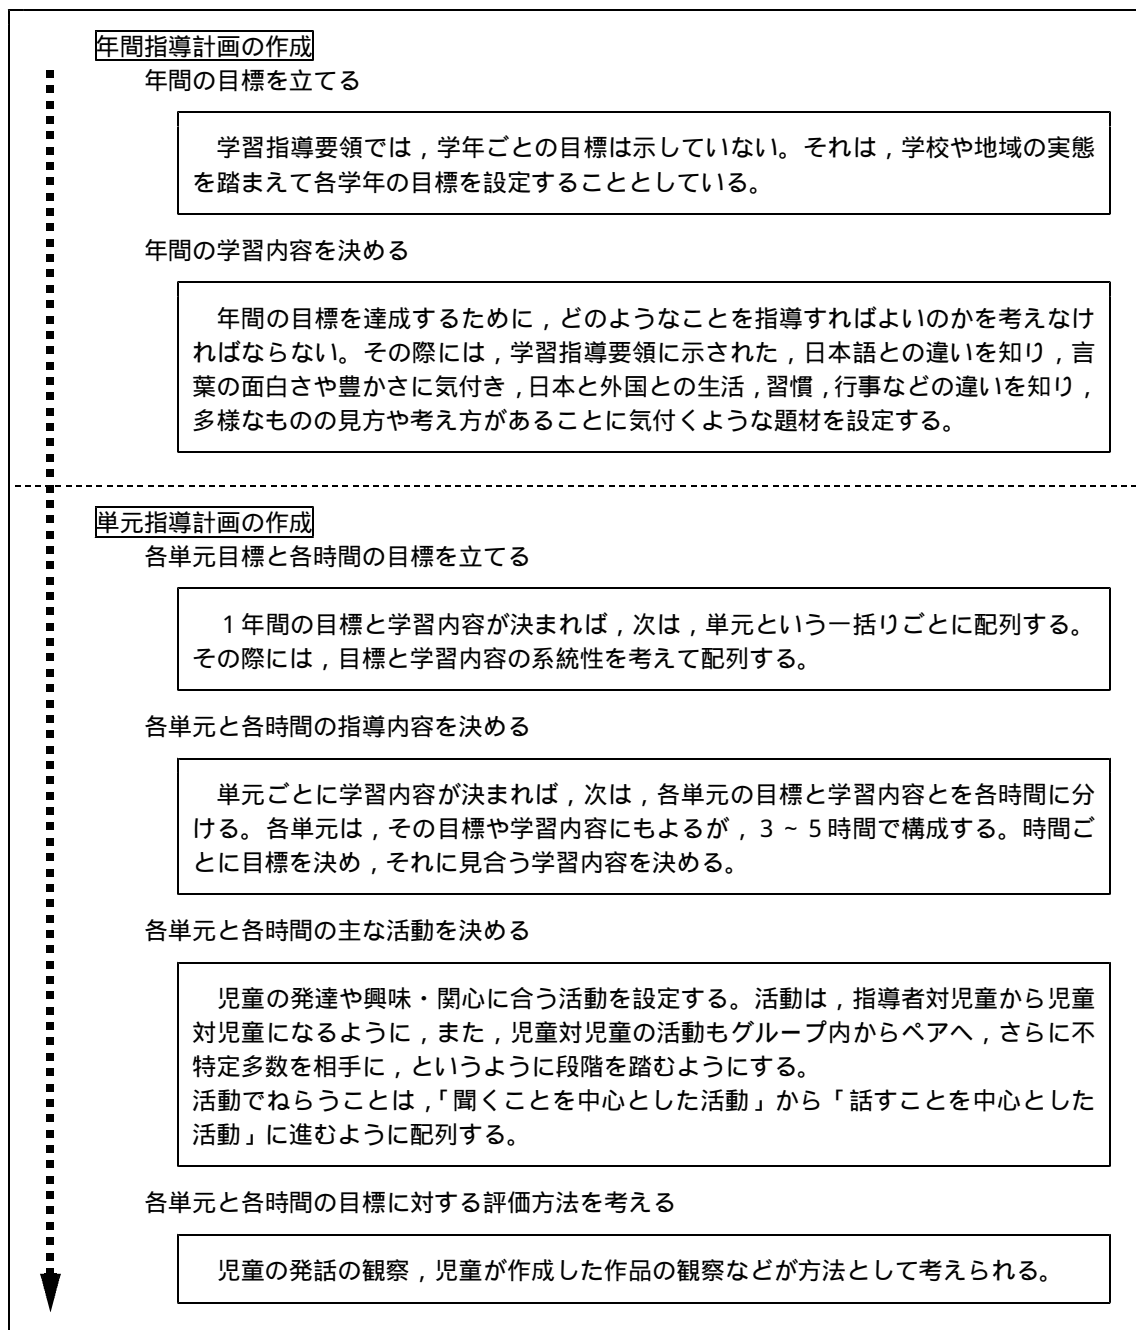 年間指導計画の作成
年間の目標を立てる
学習指導要領では，学年ごとの目標は示していない。それは，学校や地域の実態
を踏まえて各学年の目標を設定することとしている。
年間の学習内容を決める
年間の目標を達成するために，どのようなことを指導すればよいのかを考えなけ
ればならない。その際には，学習指導要領に示された，日本語との違いを知り，言
葉の面白さや豊かさに気付き，日本と外国との生活，習慣，行事などの違いを知り，
多様なものの見方や考え方があることに気付くような題材を設定する。
単元指導計画の作成
各単元目標と各時間の目標を立てる
１年間の目標と学習内容が決まれば，次は，単元という一括りごとに配列する。
その際には，目標と学習内容の系統性を考えて配列する。
各単元と各時間の指導内容を決める
単元ごとに学習内容が決まれば，次は，各単元の目標と学習内容とを各時間に分
ける。各単元は，その目標や学習内容にもよるが，３～５時間で構成する。時間ご
とに目標を決め，それに見合う学習内容を決める。
各単元と各時間の主な活動を決める
児童の発達や興味・関心に合う活動を設定する。活動は，指導者対児童から児童
対児童になるように，また，児童対児童の活動もグループ内からペアへ，さらに不
特定多数を相手に，というように段階を踏むようにする。
活動でねらうことは，「聞くことを中心とした活動」から「話すことを中心とした
活動」に進むように配列する。
各単元と各時間の目標に対する評価方法を考える
児童の発話の観察，児童が作成した作品の観察などが方法として考えられる。